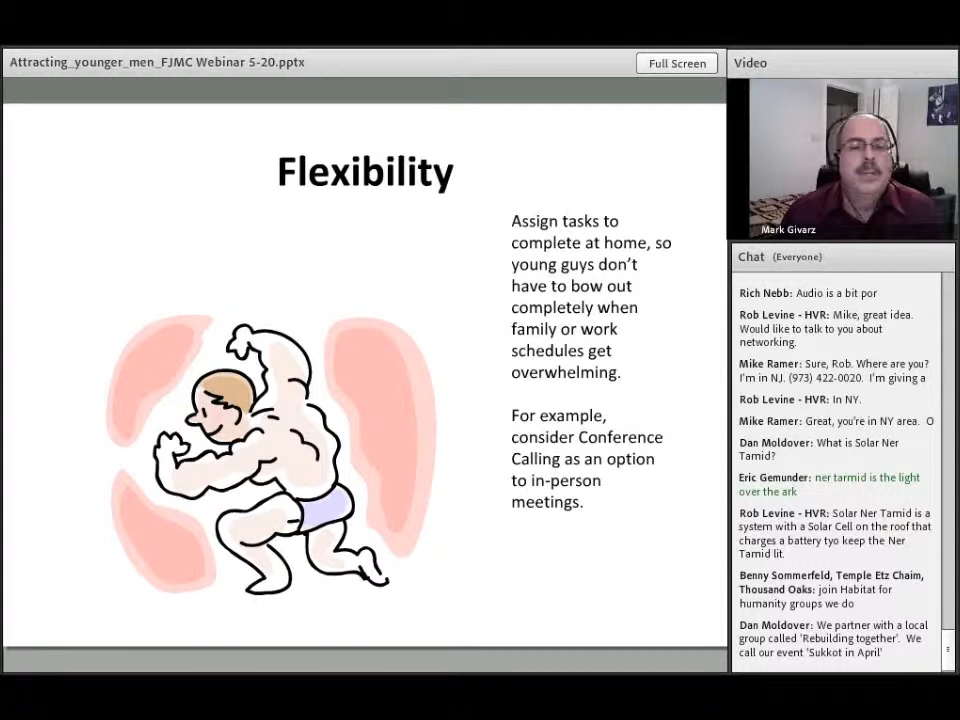 Attracting_younger_men_FJMC Webinar 5-20.pptx
Full Screen
Flexibility
Assign tasks to
complete at home, so
young guys don’t
have to bow out
completely when
family or work
schedules get
overwhelming.
For example,
consider Conference
Calling as an option
to in-person
meetings.
Video
Mark Givarz
Chat (Everyone)
Rich Nebb: Audio is a bit por
Rob Levine - HVR: Mike, great idea.
Would like to talk to you about
networking.
Mike Ramer: Sure, Rob. Where are you?
I'm in NJ. (973) 422-0020. I'm giving a
Rob Levine - HVR: In NY.
Mike Ramer: Great, you're in NY area. O
Dan Moldover: What is Solar Ner
Tamid?
Eric Gemunder: ner tarmid is the light
over the ark
Rob Levine - HVR: Solar Ner Tamid is a
system with a Solar Cell on the roof that
charges a battery tyo keep the Ner
Tamid lit.
Benny Sommerfeld, Temple Etz Chaim,
Thousand Oaks: join Habitat for
humanity groups we do
Dan Moldover: We partner with a local
group called 'Rebuilding together'. We
call our event 'Sukkot in April'